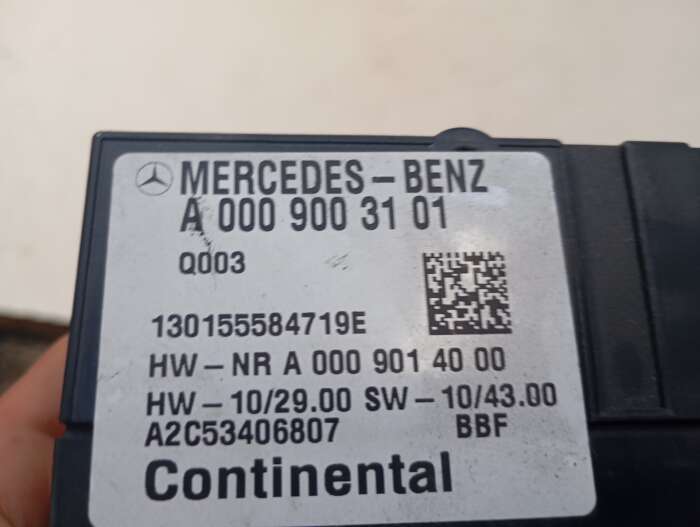 MERCEDES-BENZ
A 000 900 31 01
Q003
130155584719E
HW-NR A 000 901 40 00
HW-10/29.00 SW-10/43.00
A2C53406807 BBF
Continental